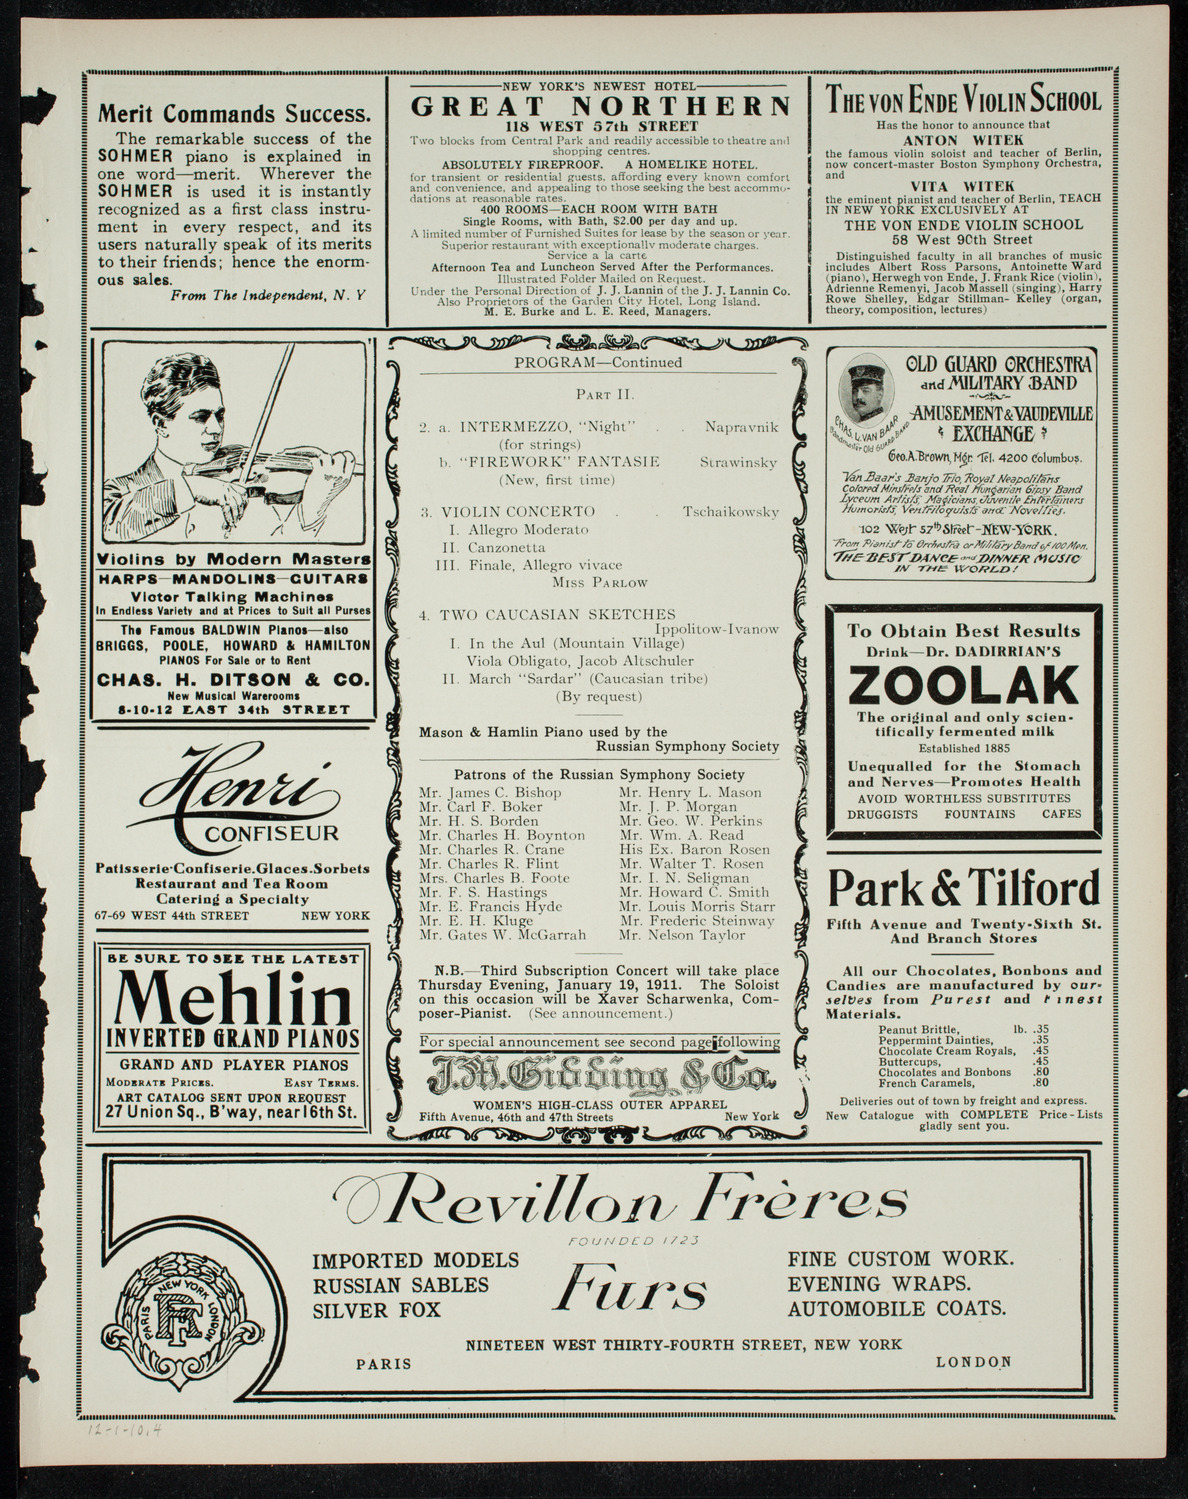 Merit Commands Success.
The remarkable success of the
SOHMER piano is explained in
one word—merit. Wherever the
SOHMER is used it is instantly
recognized as a first class instru-
ment in every respect, and its
users naturally speak of its merits
to their friends; hence the enorm-
ous sales.
From The Independent, N. Y
NEW YORK'S NEWEST HOTEL
GREAT NORTHERN
118 WEST 57th STREET
Two blocks from Central Park and readily accessible to theatre and
shopping centres.
ABSOLUTELY FIREPROOF. A HOMELIKE HOTEL.
for transient or residential guests, affording every known comfort
and convenience, and appealing to those seeking the best accommo-
dations at reasonable rates.
400 ROOMS—EACH ROOM WITH BATH
Single Rooms, with Bath, $2.00 per day and up.
A limited number of Furnished Suites for lease by the season or year.
Superior restaurant with exceptionally moderate charges.
Service a la carte
Afternoon Tea and Luncheon Served After the Performances.
Illustrated Folder Mailed on Request.
Under the Personal Direction of J. J. Lannin of the J. J. Lannin Co.
Also Proprietors of the Garden City Hotel, Long Island.
M. E. Burke and L. E. Reed, Managers.
THE VON ENDE VIOLIN SCHOOL
Has the honor to announce that
ANTON WITEK
the famous violin soloist and teacher of Berlin,
now concert-master Boston Symphony Orchestra,
and
VITA WITEK
the eminent pianist and teacher of Berlin, TEACH
IN NEW YORK EXCLUSIVELY AT
THE VON ENDE VIOLIN SCHOOL
58 West 90th Street
Distinguished faculty in all branches of music
includes Albert Ross Parsons, Antoinette Ward
(piano), Herwegh von Ende, J. Frank Rice (violin),
Adrienne Remenyi, Jacob Massell (singing), Harry
Rowe Shelley, Edgar Stillman- Kelley (organ,
theory, composition, lectures)
Violins by Modern Masters
HARPS—MANDOLINS—GUITARS
Victor Talking Machines
In Endless Variety and at Prices to Suit all Purses
The Famous BALDWIN Pianos—also
BRIGGS, POOLE, HOWARD & HAMILTON
PIANOS For Sale or to Rent
CHAS. H. DITSON & CO.
New Musical Warerooms
8-10-12 EAST 34th STREET
Henri
CONFISEUR
Patisserie·Confiserie.Glaces.Sorbets
Restaurant and Tea Room
Catering a Specialty
67-69 WEST 44th STREET NEW YORK
BE SURE TO SEE THE LATEST
Mehlin
INVERTED GRAND PIANOS
GRAND AND PLAYER PIANOS
MODERATE PRICES. EASY TERMS.
ART CATALOG SENT UPON REQUEST
27 Union Sq., B'way, near 16th St.
PROGRAM—Continued
PART II.
2. a. INTERMEZZO, "Night" . . Napravnik
(for strings)
b. "FIREWORK" FANTASIE Strawinsky
(New, first time)
3. VIOLIN CONCERTO . . Tschaikowsky
I. Allegro Moderato
II. Canzonetta
III. Finale, Allegro vivace
MISS PARLOW
4. TWO CAUCASIAN SKETCHES
Ippolitow-Ivanow
I. In the Aul (Mountain Village)
Viola Obligato, Jacob Altschuler
II. March "Sardar" (Caucasian tribe)
(By request)
Mason & Hamlin Piano used by the
Russian Symphony Society
Patrons of the Russian Symphony Society
Mr. James C. Bishop Mr. Henry L. Mason
Mr. Carl F. Boker Mr. J. P. Morgan
Mr. H. S. Borden Mr. Geo. W. Perkins
Mr. Charles H. Boynton Mr. Wm. A. Read
Mr. Charles R. Crane His Ex. Baron Rosen
Mr. Charles R. Flint Mr. Walter T. Rosen
Mrs. Charles B. Foote Mr. I. N. Seligman
Mr. F. S. Hastings Mr. Howard C. Smith
Mr. E. Francis Hyde Mr. Louis Morris Starr
Mr. E. H. Kluge Mr. Frederic Steinway
Mr. Gates W. McGarrah Mr. Nelson Taylor
N.B.—Third Subscription Concert will take place
Thursday Evening, January 19, 1911. The Soloist
on this occasion will be Xaver Scharwenka, Com-
poser-Pianist. (See announcement.)
For special announcement see second page following
J.M. Gidding & Co.
WOMEN'S HIGH-CLASS OUTER APPAREL
Fifth Avenue, 46th and 47th Streets New York
CHAS. L. VAN BAAR
Bandmaster Old GUARD BAND
OLD GUARD ORCHESTRA
and MILITARY BAND
AMUSEMENT & VAUDEVILLE
EXCHANGE
Geo. A. Brown, Mgr. Tel. 4200 Columbus.
Van Baar's Banjo Trio, Royal Neapolitans
Colored Minstrels and Real Hungarian Gipsy Band
Lyceum Artists, Magicians, Juvenile Entertainers
Humorists, Ventriloquists and Novelties.
102 West 57th Street - NEW-YORK.
From Pianist to Orchestra or Military Band of 100 Men.
THE BEST DANCE and DINNER MUSIC
IN THE WORLD!
To Obtain Best Results
Drink—Dr. DADIRRIAN'S
ZOOLAK
The original and only scien-
tifically fermented milk
Established 1885
Unequalled for the Stomach
and Nerves—Promotes Health
AVOID WORTHLESS SUBSTITUTES
DRUGGISTS FOUNTAINS CAFES
Park & Tilford
Fifth Avenue and Twenty-Sixth St.
And Branch Stores
All our Chocolates, Bonbons and
Candies are manufactured by our-
selves from Purest and Finest
Materials.
Peanut Brittle, lb. .35
Peppermint Dainties, .35
Chocolate Cream Royals, .45
Buttercups, .45
Chocolates and Bonbons .80
French Caramels, .80
Deliveries out of town by freight and express.
New Catalogue with COMPLETE Price-Lists
gladly sent you.
Revillon Frères
FOUNDED 1723
IMPORTED MODELS
RUSSIAN SABLES
SILVER FOX
Furs
FINE CUSTOM WORK.
EVENING WRAPS.
AUTOMOBILE COATS.
NINETEEN WEST THIRTY-FOURTH STREET, NEW YORK
PARIS LONDON
PARIS NEW YORK LONDON
RF
12-1-10,4